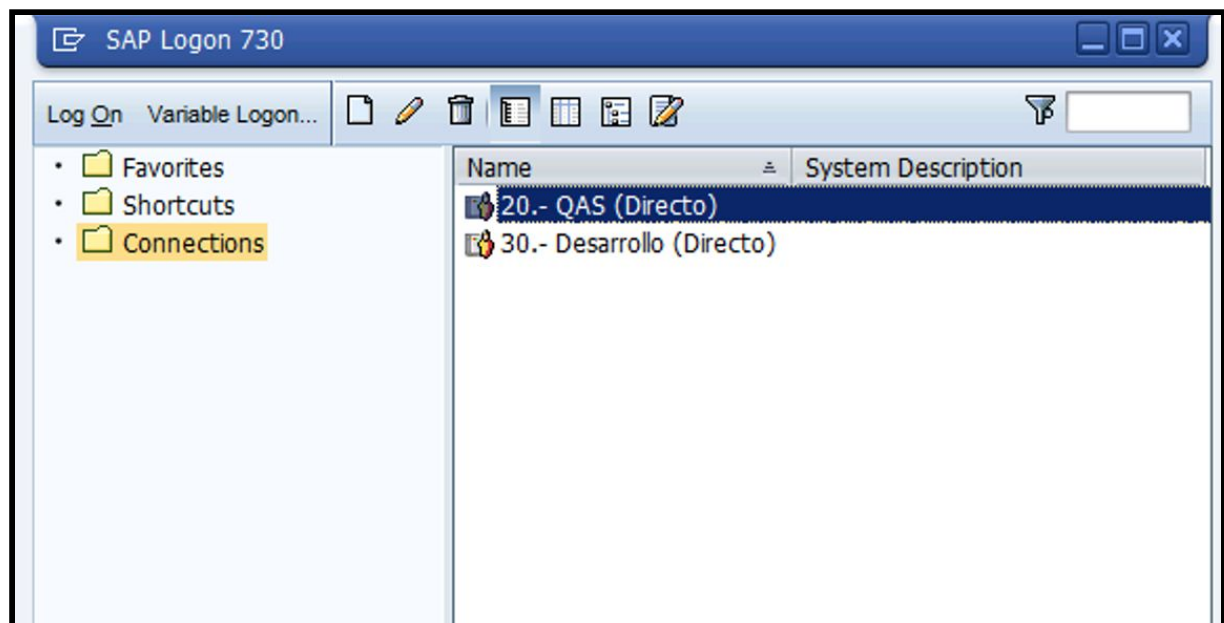 SAP Logon 730
Log On Variable Logon...
Favorites
Shortcuts
Connections
Name System Description
20.- QAS (Directo)
30.- Desarrollo (Directo)